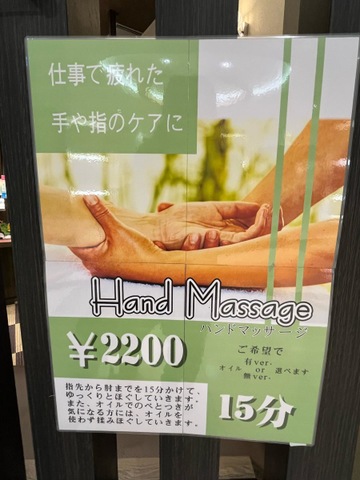 仕事で疲れた
手や指のケアに
Hand Massage
ハンドマッサージ
¥2200
ご希望で
有ver.
オイル or 選べます
無ver.
指先から肘までを15分かけて、
ゆっくりとほぐしていきます。
また、オイルでのべとつきが
気になる方には、オイルを
使わず揉みほぐしていきます。
15分